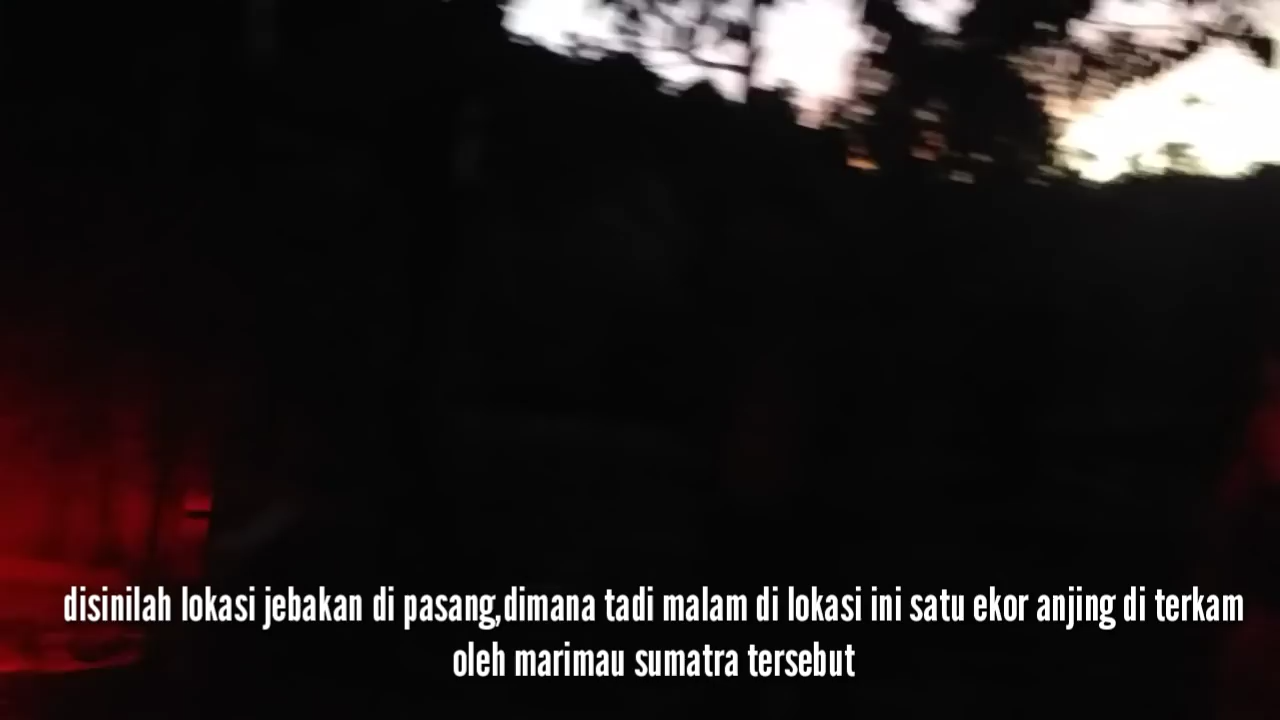 disinilah lokasi jebakan di pasang,dimana tadi malam di lokasi ini satu ekor anjing di terkam
oleh marimau sumatra tersebut